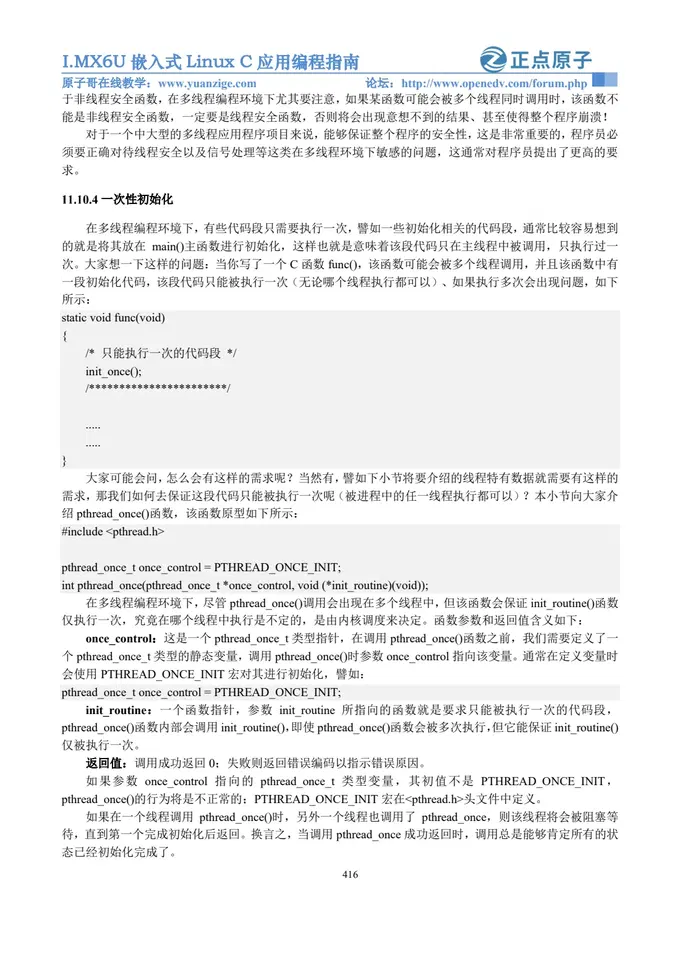 I.MX6U 嵌入式 Linux C 应用编程指南
正点原子
原子哥在线教学：www.yuanzige.com 论坛：http://www.openedv.com/forum.php
于非线程安全函数，在多线程编程环境下尤其要注意，如果某函数可能会被多个线程同时调用时，该函数不
能是非线程安全函数，一定要是线程安全函数，否则将会出现意想不到的结果、甚至使得整个程序崩溃！
对于一个中大型的多线程应用程序项目来说，能够保证整个程序的安全性，这是非常重要的，程序员必
须要正确对待线程安全以及信号处理等这类在多线程环境下敏感的问题，这通常对程序员提出了更高的要
求。
11.10.4 一次性初始化
在多线程编程环境下，有些代码段只需要执行一次，譬如一些初始化相关的代码段，通常比较容易想到
的就是将其放在 main()主函数进行初始化，这样也就是意味着该段代码只在主线程中被调用，只执行过一
次。大家想一下这样的问题：当你写了一个 C 函数 func()，该函数可能会被多个线程调用，并且该函数中有
一段初始化代码，该段代码只能被执行一次（无论哪个线程执行都可以）、如果执行多次会出现问题，如下
所示：
static void func(void)
{
/* 只能执行一次的代码段 */
init_once();
/***********************/
.....
.....
}
大家可能会问，怎么会有这样的需求呢？当然有，譬如下小节将要介绍的线程特有数据就需要有这样的
需求，那我们如何去保证这段代码只能被执行一次呢（被进程中的任一线程执行都可以）？本小节向大家介
绍 pthread_once()函数，该函数原型如下所示：
#include <pthread.h>
pthread_once_t once_control = PTHREAD_ONCE_INIT;
int pthread_once(pthread_once_t *once_control, void (*init_routine)(void));
在多线程编程环境下，尽管 pthread_once()调用会出现在多个线程中，但该函数会保证 init_routine()函数
仅执行一次，究竟在哪个线程中执行是不定的，是由内核调度来决定。函数参数和返回值含义如下：
once_control：这是一个 pthread_once_t 类型指针，在调用 pthread_once()函数之前，我们需要定义了一
个 pthread_once_t 类型的静态变量，调用 pthread_once()时参数 once_control 指向该变量。通常在定义变量时
会使用 PTHREAD_ONCE_INIT 宏对其进行初始化，譬如：
pthread_once_t once_control = PTHREAD_ONCE_INIT;
init_routine：一个函数指针，参数 init_routine 所指向的函数就是要求只能被执行一次的代码段，
pthread_once()函数内部会调用 init_routine()，即使 pthread_once()函数会被多次执行，但它能保证 init_routine()
仅被执行一次。
返回值：调用成功返回 0；失败则返回错误编码以指示错误原因。
如果参数 once_control 指向的 pthread_once_t 类型变量，其初值不是 PTHREAD_ONCE_INIT，
pthread_once()的行为将是不正常的；PTHREAD_ONCE_INIT 宏在<pthread.h>头文件中定义。
如果在一个线程调用 pthread_once()时，另外一个线程也调用了 pthread_once，则该线程将会被阻塞等
待，直到第一个完成初始化后返回。换言之，当调用 pthread_once 成功返回时，调用总是能够肯定所有的状
态已经初始化完成了。
416